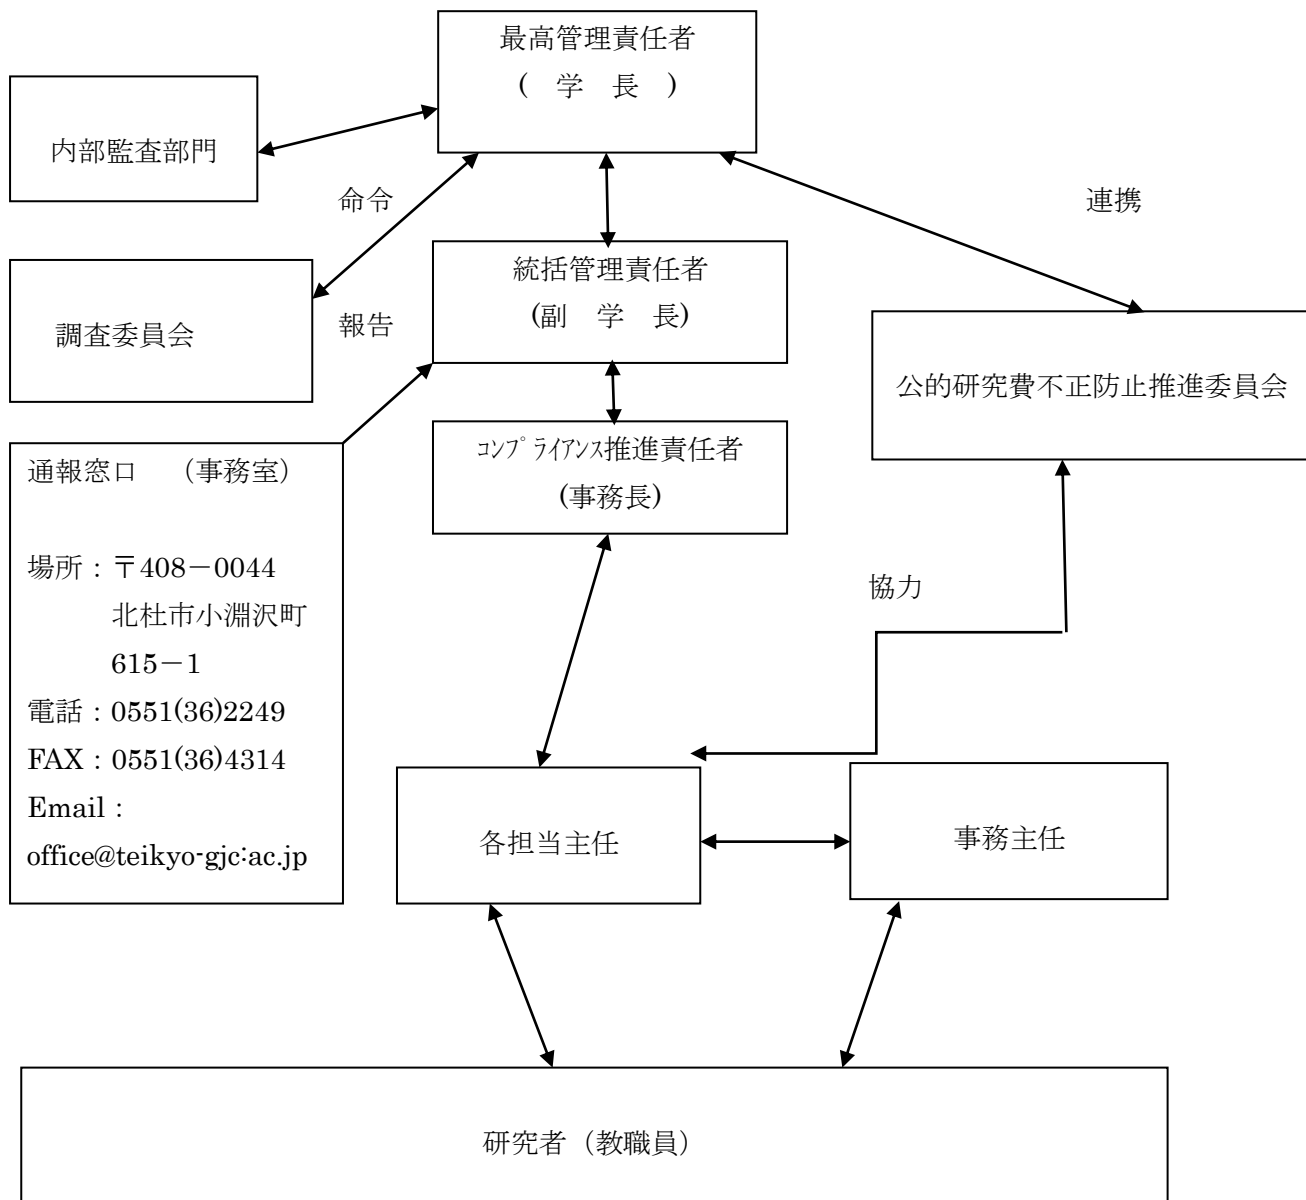 最高管理責任者
(　学　長　)
内部監査部門
命令
連携
統括管理責任者
(副　学　長)
調査委員会
報告
公的研究費不正防止推進委員会
ｺﾝﾌﾟﾗｲｱﾝｽ推進責任者
(事務長)
通報窓口　（事務室）
場所：〒408－0044
北杜市小淵沢町
615－1
電話：0551(36)2249
FAX：0551(36)4314
Email：
office@teikyo-gjc:ac.jp
協力
各担当主任
事務主任
研究者（教職員）